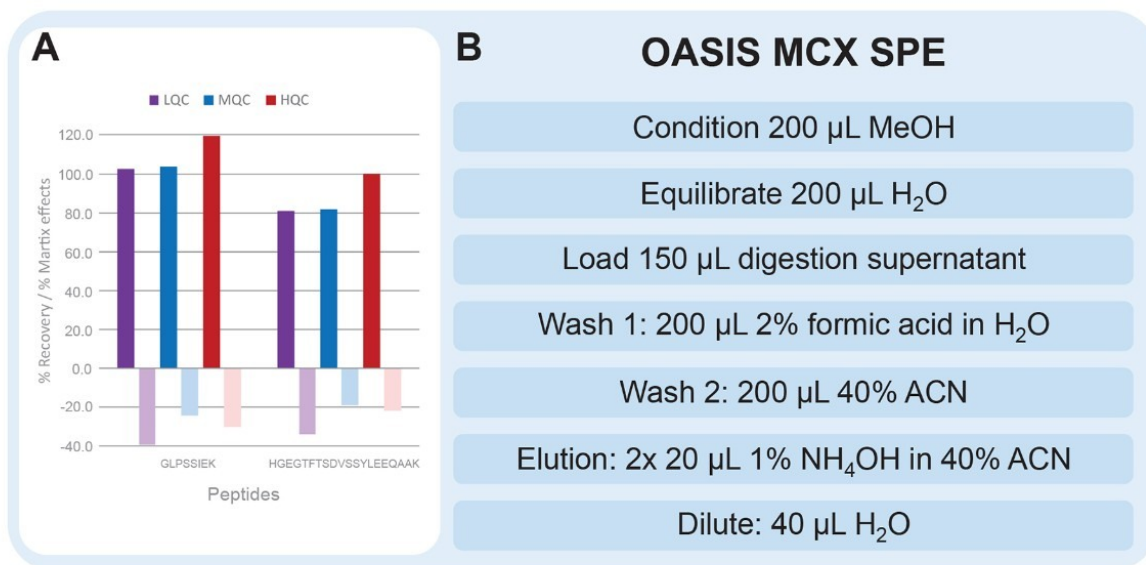 A
LQC MQC HQC
120.0
100.0
80.0
60.0
40.0
20.0
0.0
-20.0
-40.0
% Recovery / % Martix effects
GLPSSIEK HGEGTFTSDVSSYLEEQAAK
Peptides
B
OASIS MCX SPE
Condition 200 µL MeOH
Equilibrate 200 µL H₂O
Load 150 µL digestion supernatant
Wash 1: 200 µL 2% formic acid in H₂O
Wash 2: 200 µL 40% ACN
Elution: 2x 20 µL 1% NH₄OH in 40% ACN
Dilute: 40 µL H₂O